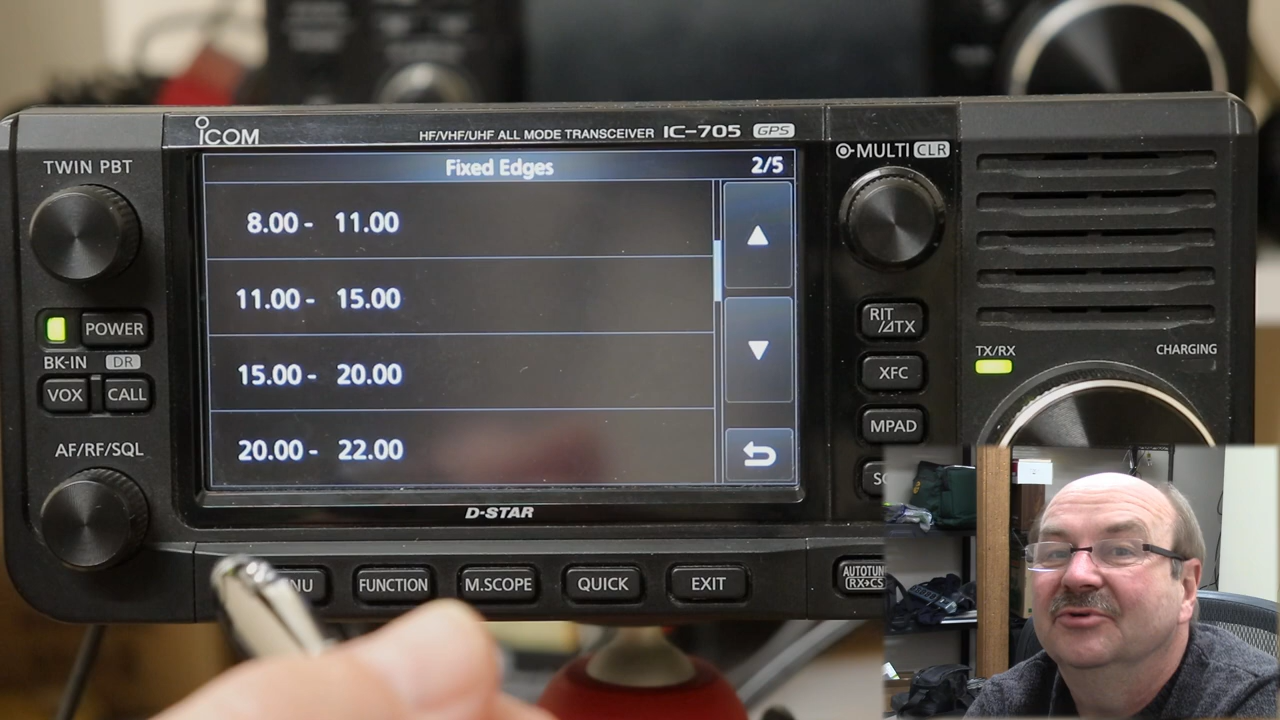 ICOM
HF/VHF/UHF ALL MODE TRANSCEIVER IC-705 GPS
TWIN PBT
Fixed Edges 2/5
MULTI CLR
8.00 - 11.00
11.00 - 15.00
15.00 - 20.00
20.00 - 22.00
POWER
BK-IN DR
VOX CALL
AF/RF/SQL
RIT
/⊿TX
XFC
MPAD
TX/RX
CHARGING
D-STAR
FUNCTION
M.SCOPE
QUICK
EXIT
AUTOTUN
RX→CS